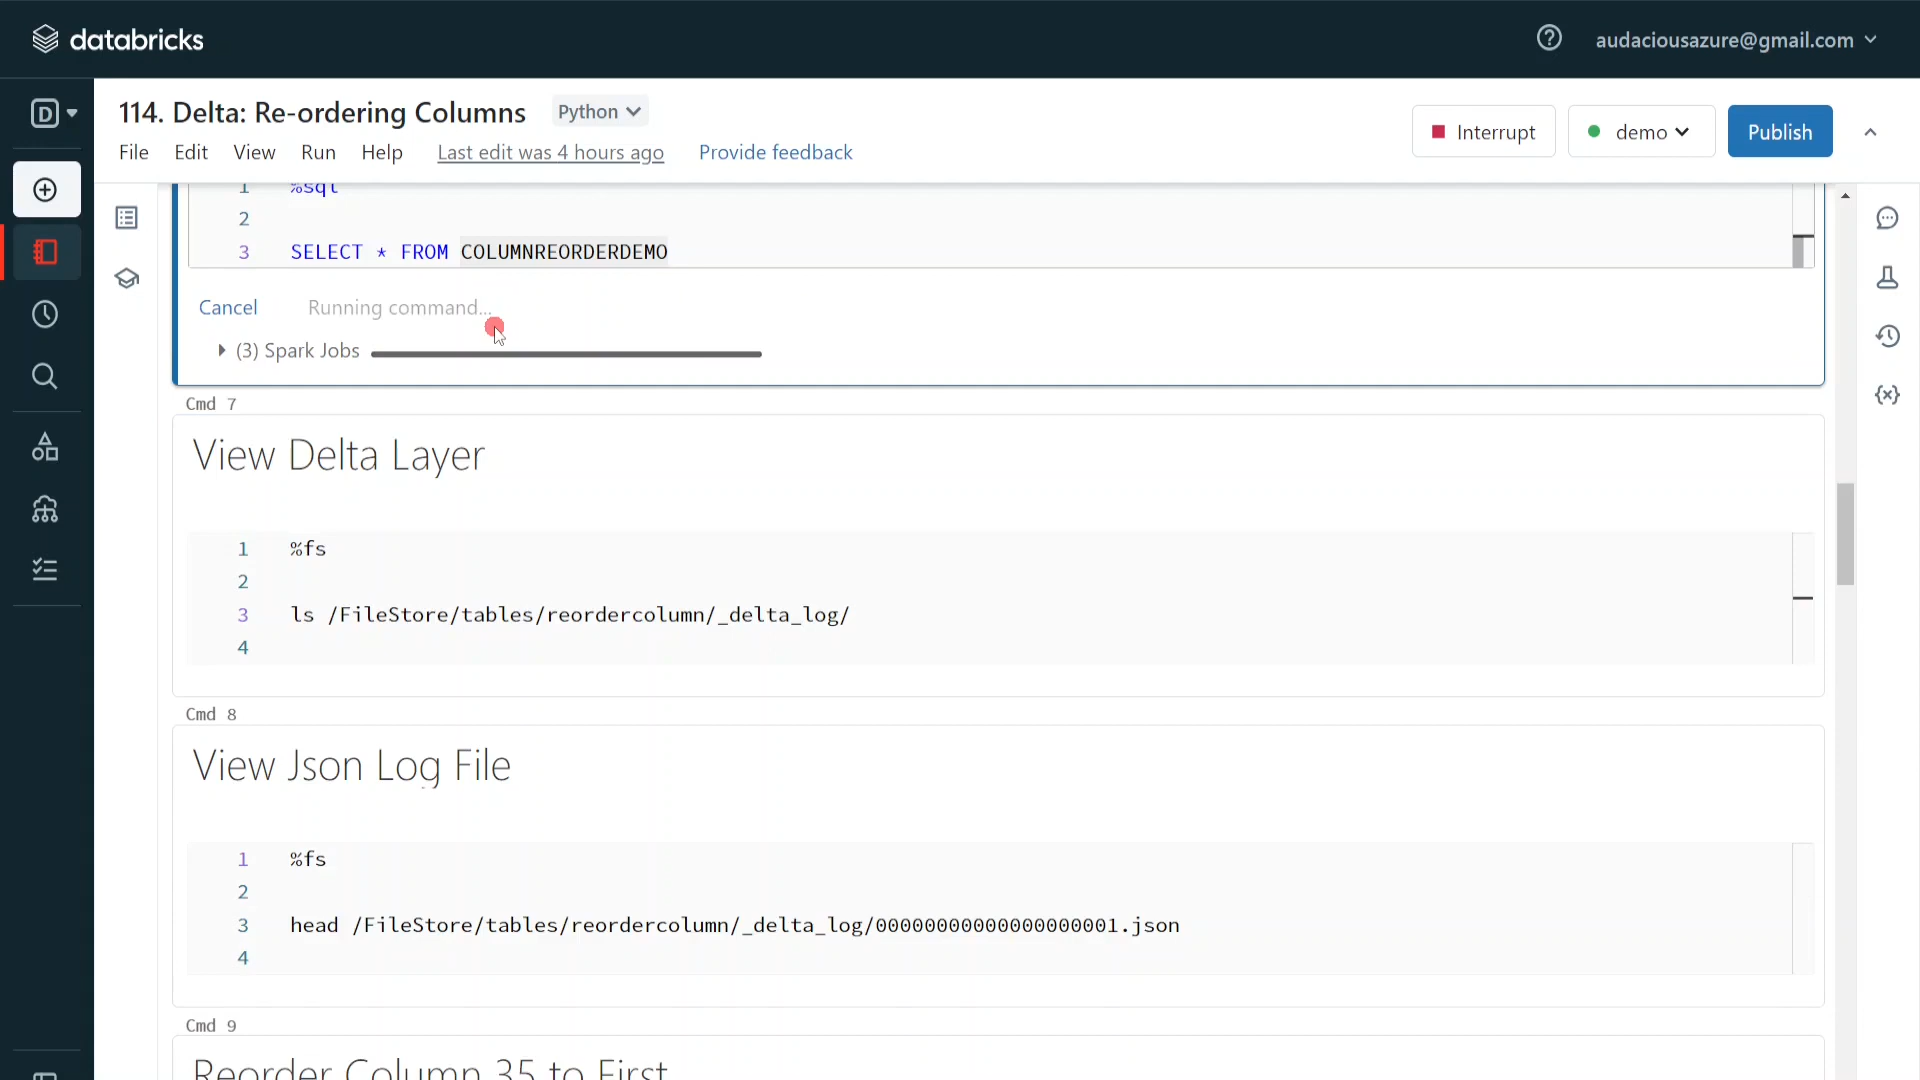 databricks
audaciousazure@gmail.com
D
114. Delta: Re-ordering Columns Python
Interrupt demo Publish
File Edit View Run Help Last edit was 4 hours ago Provide feedback
1 %sql
2
3 SELECT * FROM COLUMNREORDERDEMO
Cancel Running command...
(3) Spark Jobs
Cmd 7
View Delta Layer
1 %fs
2
3 ls /FileStore/tables/reordercolumn/_delta_log/
4
Cmd 8
View Json Log File
1 %fs
2
3 head /FileStore/tables/reordercolumn/_delta_log/00000000000000000001.json
4
Cmd 9
Reorder Column 35 to First